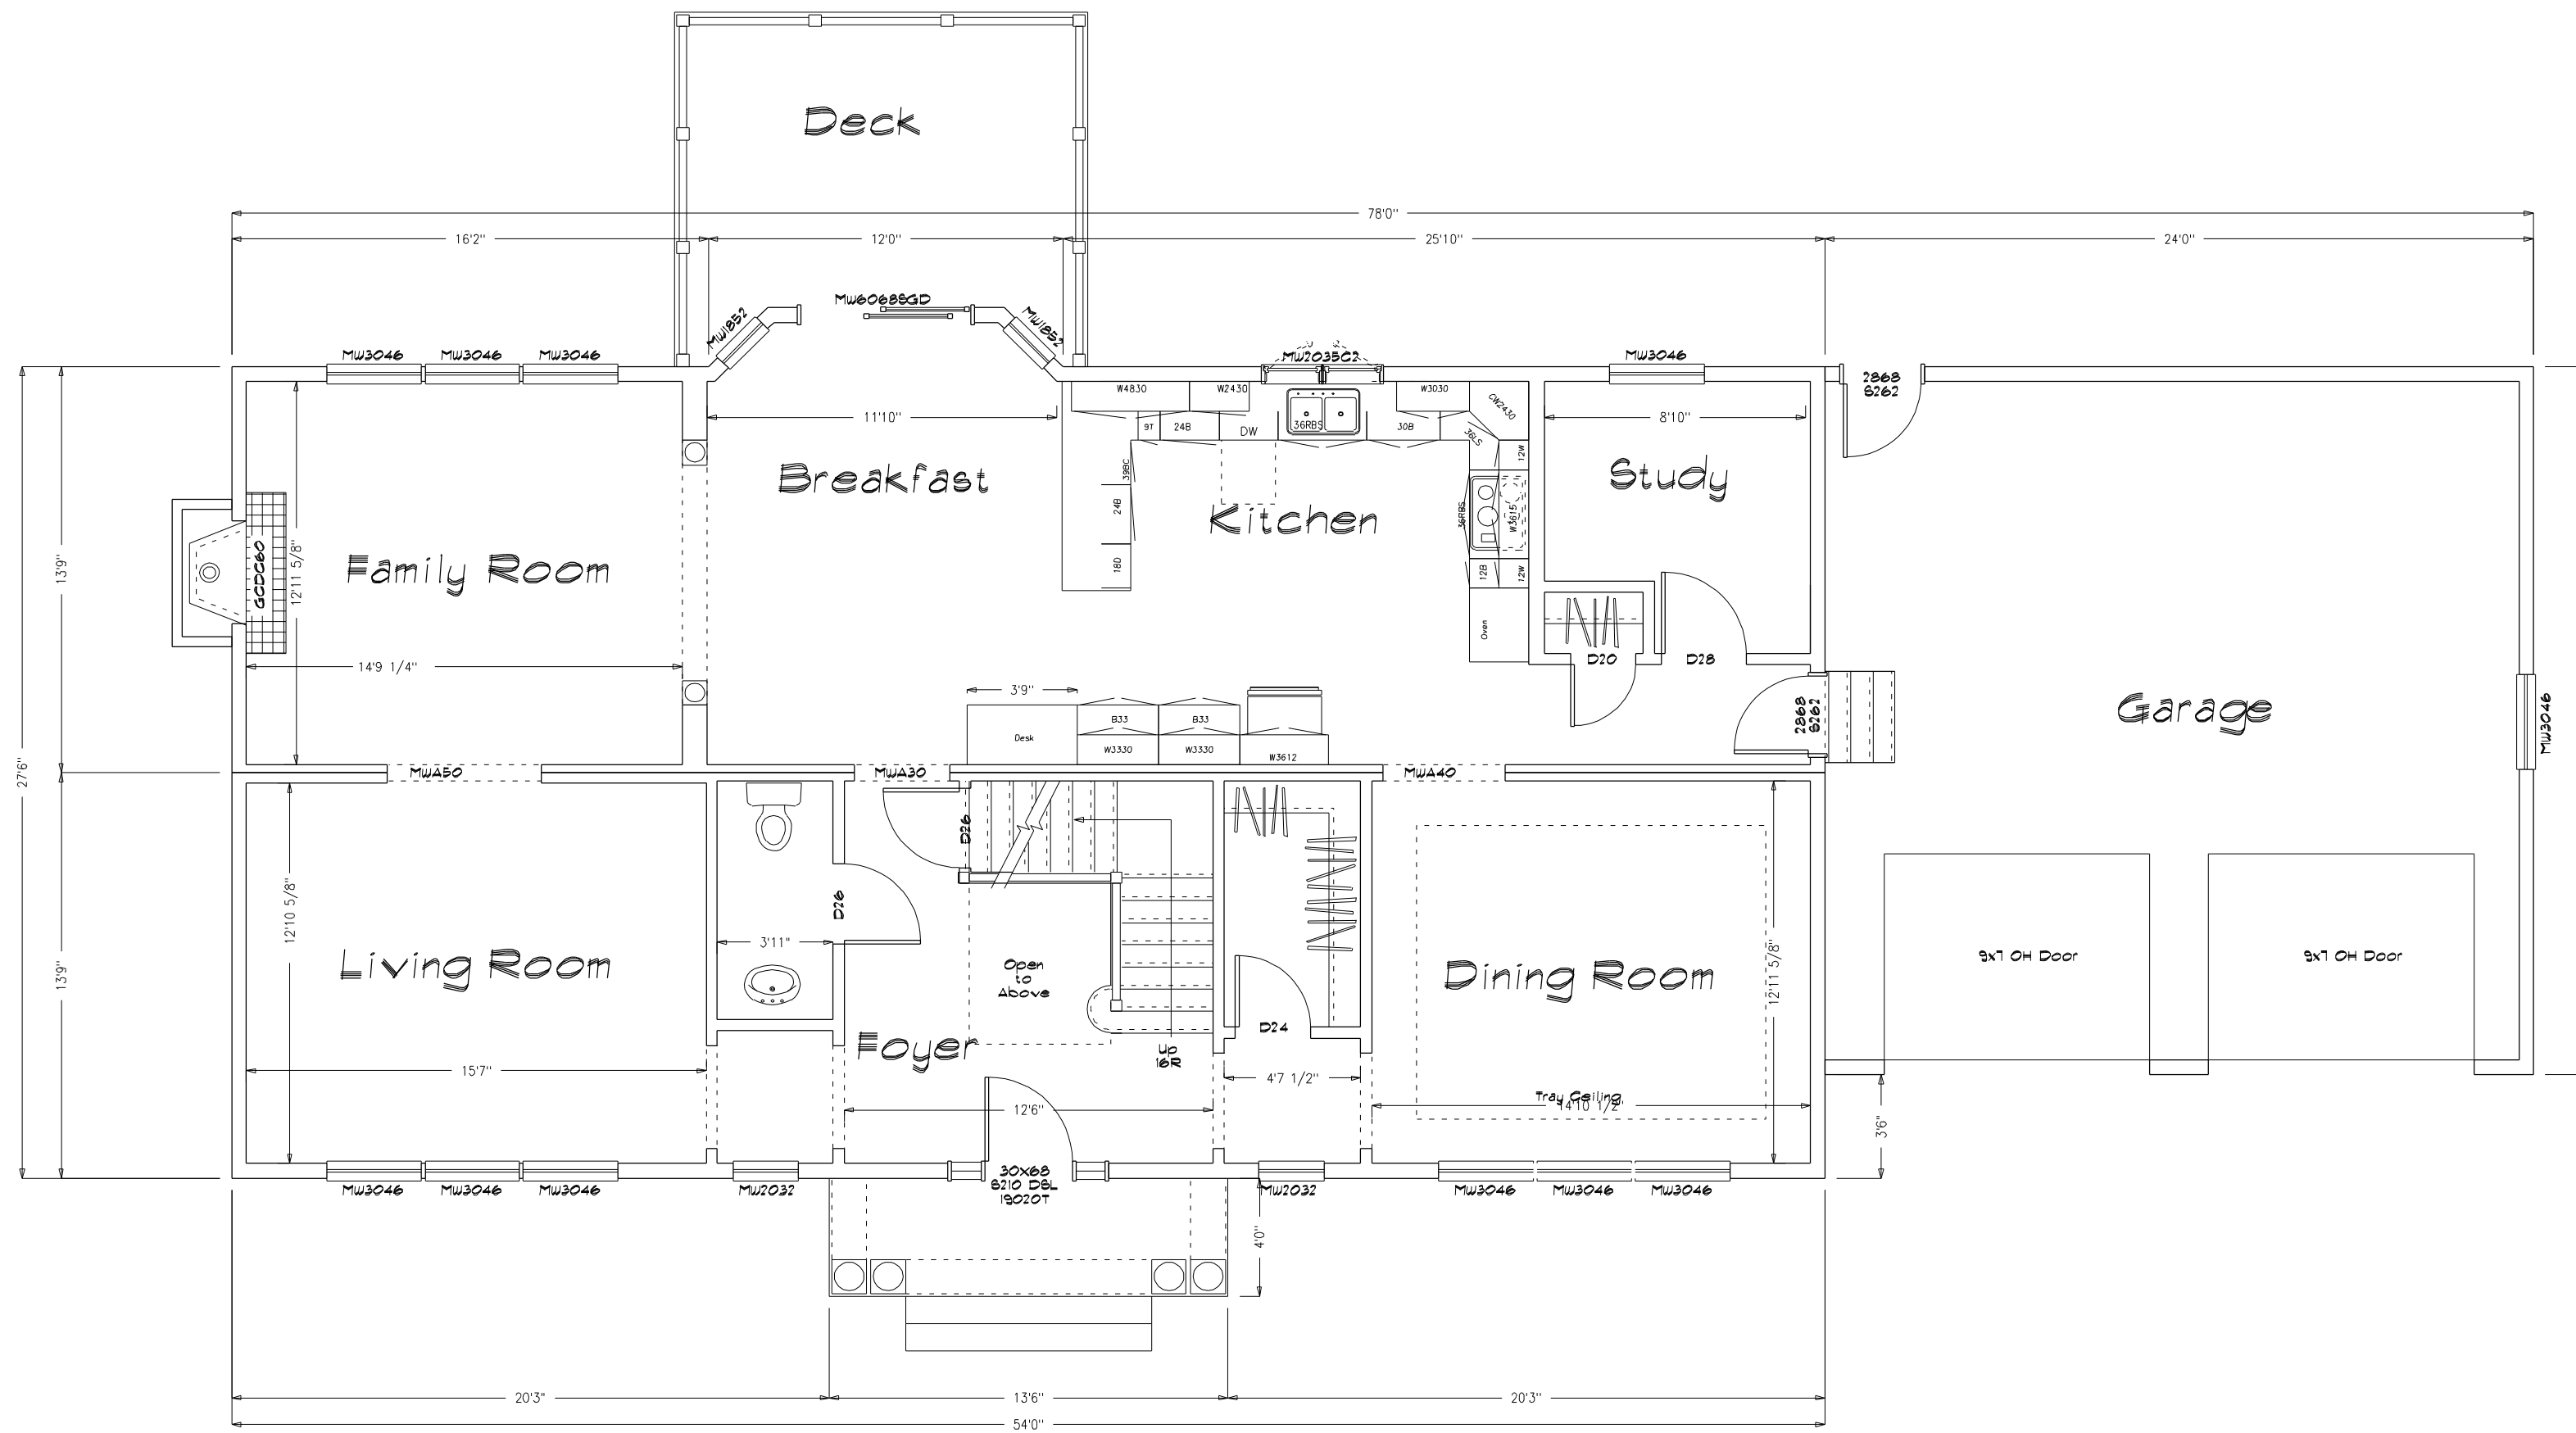 Deck
78'0"
16'2"
12'0"
25'10"
24'0"
MW6068SGD
MW1852
MW1852
MW3046
MW3046
MW3046
MW2035C2
MW3046
2868
S262
W4830
W2430
W3030
CW2430
11'10"
8'10"
9T
24B
DW
36RBS
30B
36LS
12W
39BC
24B
18D
Breakfast
Kitchen
Study
36RBS
W3615
12B
12W
Oven
Family Room
GCDC60
12'11 5/8"
13'9"
14'9 1/4"
D20
D28
3'9"
Desk
B33
B33
W3330
W3330
W3612
2868
S262
Garage
MW3046
27'6"
MWA50
MWA30
MWA40
D26
D26
12'10 5/8"
13'9"
3'11"
Living Room
Open
to
Above
Foyer
Up
16R
D24
Dining Room
12'11 5/8"
9x7 OH Door
9x7 OH Door
15'7"
4'7 1/2"
12'6"
Tray Ceiling
14'10 1/2"
3'6"
MW3046
MW3046
MW3046
MW2032
30X68
S210 DSL
19020T
MW2032
MW3046
MW3046
MW3046
4'0"
20'3"
13'6"
20'3"
54'0"